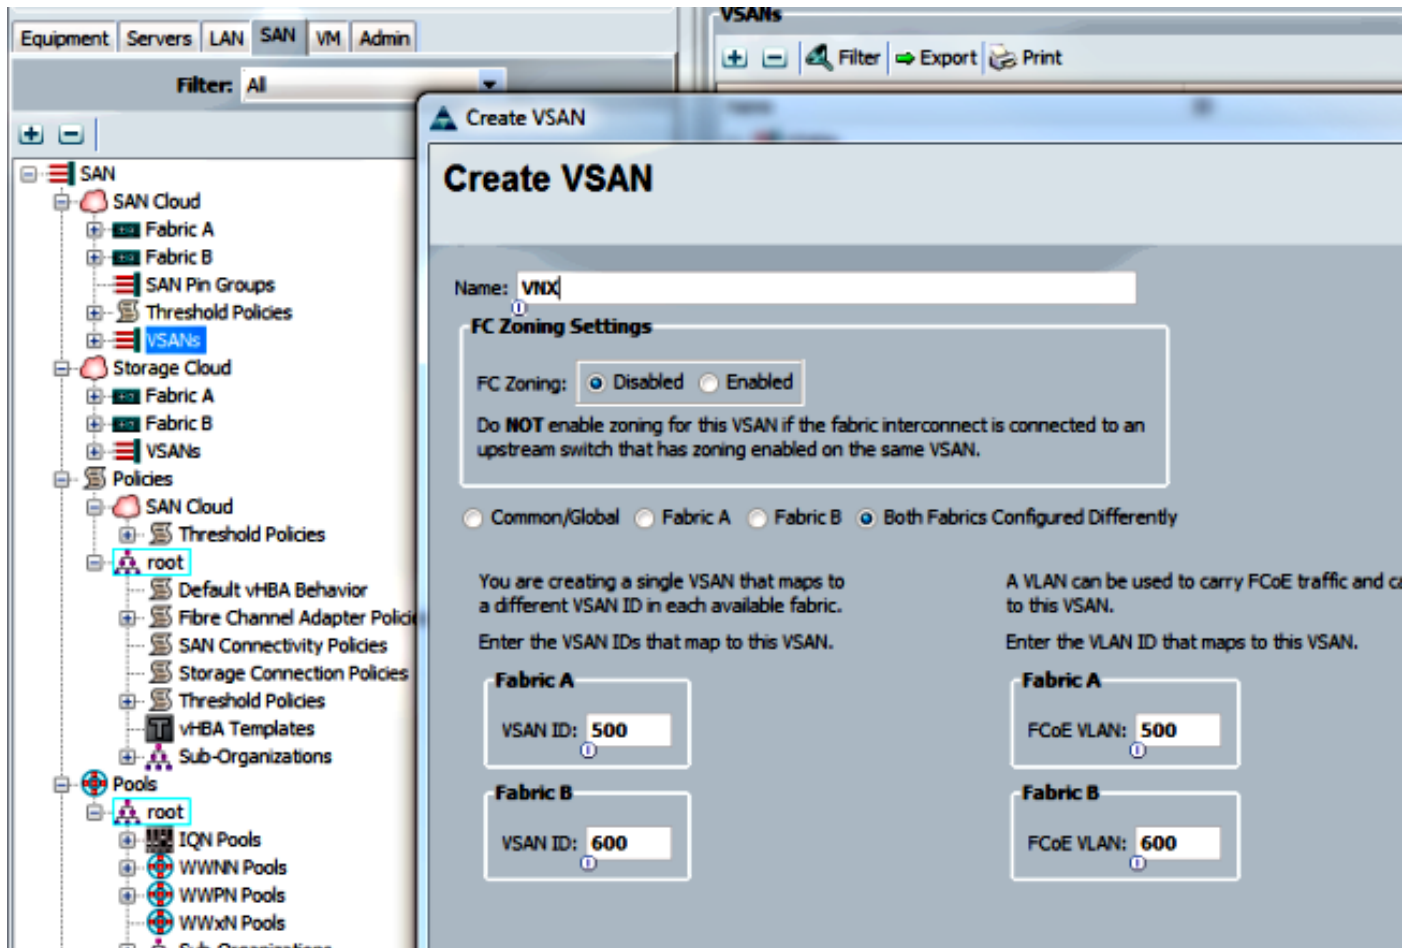 Equipment Servers LAN SAN VM Admin
Filter: All
SAN
SAN Cloud
Fabric A
Fabric B
SAN Pin Groups
Threshold Policies
VSANs
Storage Cloud
Fabric A
Fabric B
VSANs
Policies
SAN Cloud
Threshold Policies
root
Default vHBA Behavior
Fibre Channel Adapter Policie
SAN Connectivity Policies
Storage Connection Policies
Threshold Policies
vHBA Templates
Sub-Organizations
Pools
root
IQN Pools
WWNN Pools
WWPN Pools
WWxN Pools
Sub-Organizations
VSANs
Filter Export Print
Create VSAN
Create VSAN
Name: VNX
FC Zoning Settings
FC Zoning: Disabled Enabled
Do NOT enable zoning for this VSAN if the fabric interconnect is connected to an
upstream switch that has zoning enabled on the same VSAN.
Common/Global Fabric A Fabric B Both Fabrics Configured Differently
You are creating a single VSAN that maps to
a different VSAN ID in each available fabric.
Enter the VSAN IDs that map to this VSAN.
Fabric A
VSAN ID: 500
Fabric B
VSAN ID: 600
A VLAN can be used to carry FCoE traffic and ca
to this VSAN.
Enter the VLAN ID that maps to this VSAN.
Fabric A
FCoE VLAN: 500
Fabric B
FCoE VLAN: 600